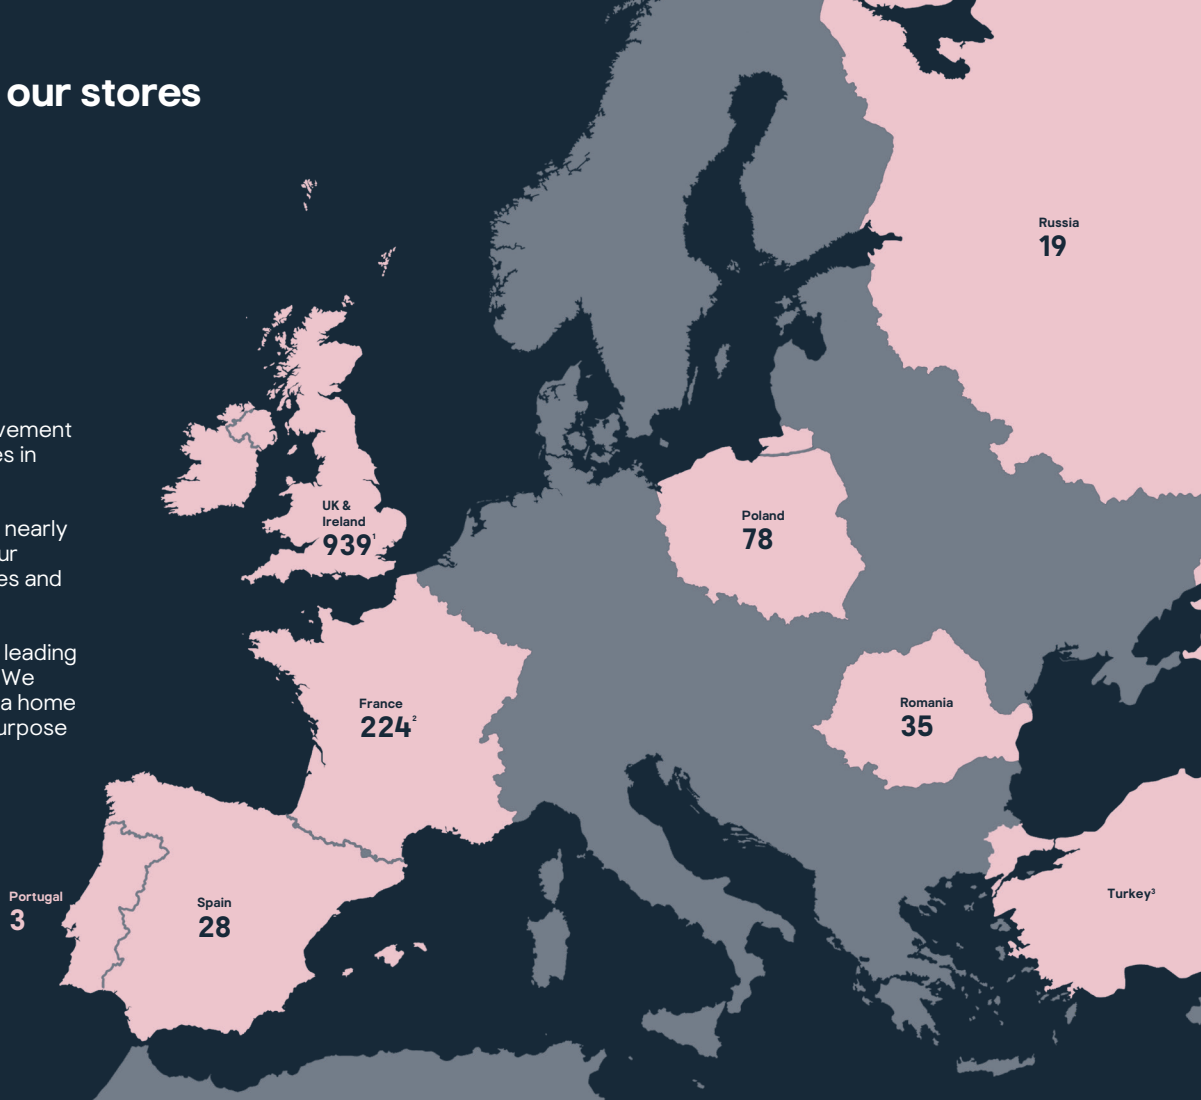 our stores
vement
es in
nearly
ur
es and
leading
We
a home
urpose
Russia
19
UK &
Ireland
939¹
Poland
78
France
224²
Romania
35
Portugal
3
Spain
28
Turkey³